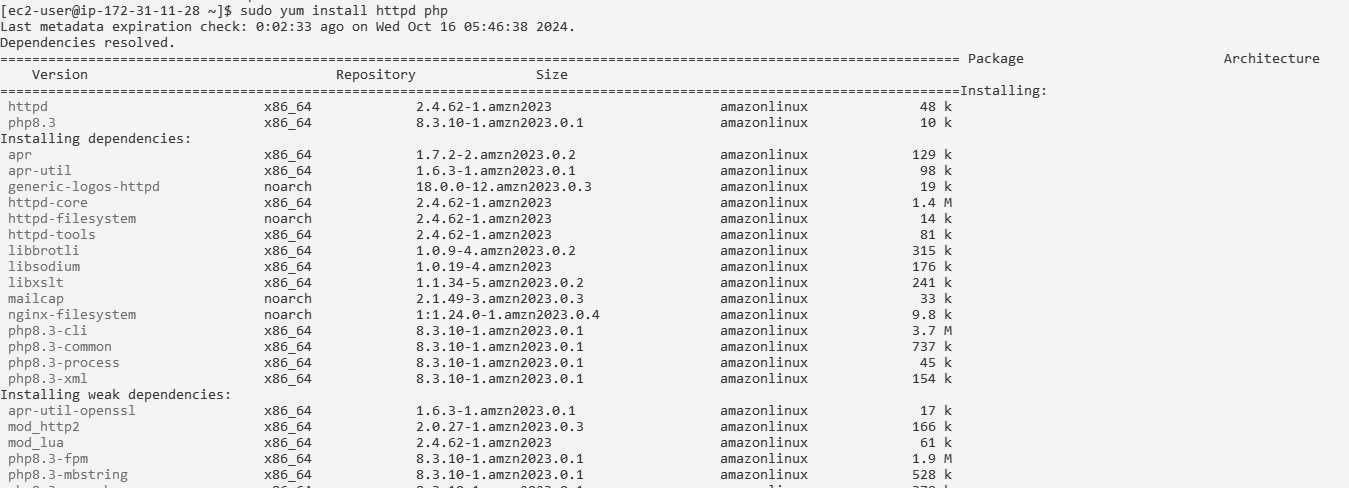 [ec2-user@ip-172-31-11-28 ~]$ sudo yum install httpd php
Last metadata expiration check: 0:02:33 ago on Wed Oct 16 05:46:38 2024.
Dependencies resolved.
======================================================================================================================== Package                         Architecture
    Version                               Repository               Size
========================================================================================================================Installing:
 httpd                           x86_64             2.4.62-1.amzn2023                     amazonlinux              48 k
 php8.3                          x86_64             8.3.10-1.amzn2023.0.1                 amazonlinux              10 k
Installing dependencies:
 apr                             x86_64             1.7.2-2.amzn2023.0.2                  amazonlinux             129 k
 apr-util                        x86_64             1.6.3-1.amzn2023.0.1                  amazonlinux              98 k
 generic-logos-httpd             noarch             18.0.0-12.amzn2023.0.3                amazonlinux              19 k
 httpd-core                      x86_64             2.4.62-1.amzn2023                     amazonlinux             1.4 M
 httpd-filesystem                noarch             2.4.62-1.amzn2023                     amazonlinux              14 k
 httpd-tools                     x86_64             2.4.62-1.amzn2023                     amazonlinux              81 k
 libbrotli                       x86_64             1.0.9-4.amzn2023.0.2                  amazonlinux             315 k
 libsodium                       x86_64             1.0.19-4.amzn2023                     amazonlinux             176 k
 libxslt                         x86_64             1.1.34-5.amzn2023.0.2                 amazonlinux             241 k
 mailcap                         noarch             2.1.49-3.amzn2023.0.3                 amazonlinux              33 k
 nginx-filesystem                noarch             1:1.24.0-1.amzn2023.0.4               amazonlinux             9.8 k
 php8.3-cli                      x86_64             8.3.10-1.amzn2023.0.1                 amazonlinux             3.7 M
 php8.3-common                   x86_64             8.3.10-1.amzn2023.0.1                 amazonlinux             737 k
 php8.3-process                  x86_64             8.3.10-1.amzn2023.0.1                 amazonlinux              45 k
 php8.3-xml                      x86_64             8.3.10-1.amzn2023.0.1                 amazonlinux             154 k
Installing weak dependencies:
 apr-util-openssl                x86_64             1.6.3-1.amzn2023.0.1                  amazonlinux              17 k
 mod_http2                       x86_64             2.0.27-1.amzn2023.0.3                 amazonlinux             166 k
 mod_lua                         x86_64             2.4.62-1.amzn2023                     amazonlinux              61 k
 php8.3-fpm                      x86_64             8.3.10-1.amzn2023.0.1                 amazonlinux             1.9 M
 php8.3-mbstring                 x86_64             8.3.10-1.amzn2023.0.1                 amazonlinux             528 k